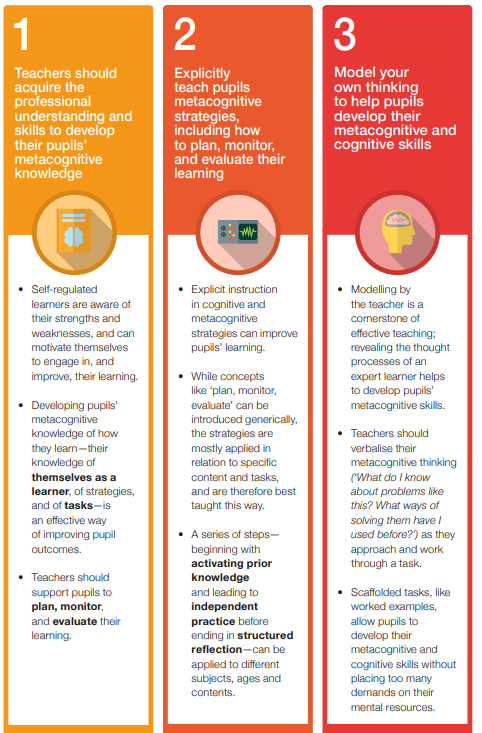 1
Teachers should
acquire the
professional
understanding and
skills to develop
their pupils'
metacognitive
knowledge
• Self-regulated
learners are aware of
their strengths and
weaknesses, and can
motivate themselves
to engage in, and
improve, their learning.
• Developing pupils'
metacognitive
knowledge of how
they learn—their
knowledge of
themselves as a
learner, of strategies,
and of tasks—is
an effective way
of improving pupil
outcomes.
• Teachers should
support pupils to
plan, monitor,
and evaluate their
learning.
2
Explicitly
teach pupils
metacognitive
strategies,
including how
to plan, monitor,
and evaluate their
learning
• Explicit instruction
in cognitive and
metacognitive
strategies can improve
pupils' learning.
• While concepts
like 'plan, monitor,
evaluate' can be
introduced generically,
the strategies are
mostly applied in
relation to specific
content and tasks,
and are therefore best
taught this way.
• A series of steps—
beginning with
activating prior
knowledge
and leading to
independent
practice before
ending in structured
reflection—can be
applied to different
subjects, ages and
contents.
3
Model your
own thinking
to help pupils
develop their
metacognitive and
cognitive skills
• Modelling by
the teacher is a
cornerstone of
effective teaching;
revealing the thought
processes of an
expert learner helps
to develop pupils'
metacognitive skills.
• Teachers should
verbalise their
metacognitive thinking
('What do I know
about problems like
this? What ways of
solving them have I
used before?') as they
approach and work
through a task.
• Scaffolded tasks, like
worked examples,
allow pupils to
develop their
metacognitive and
cognitive skills without
placing too many
demands on their
mental resources.